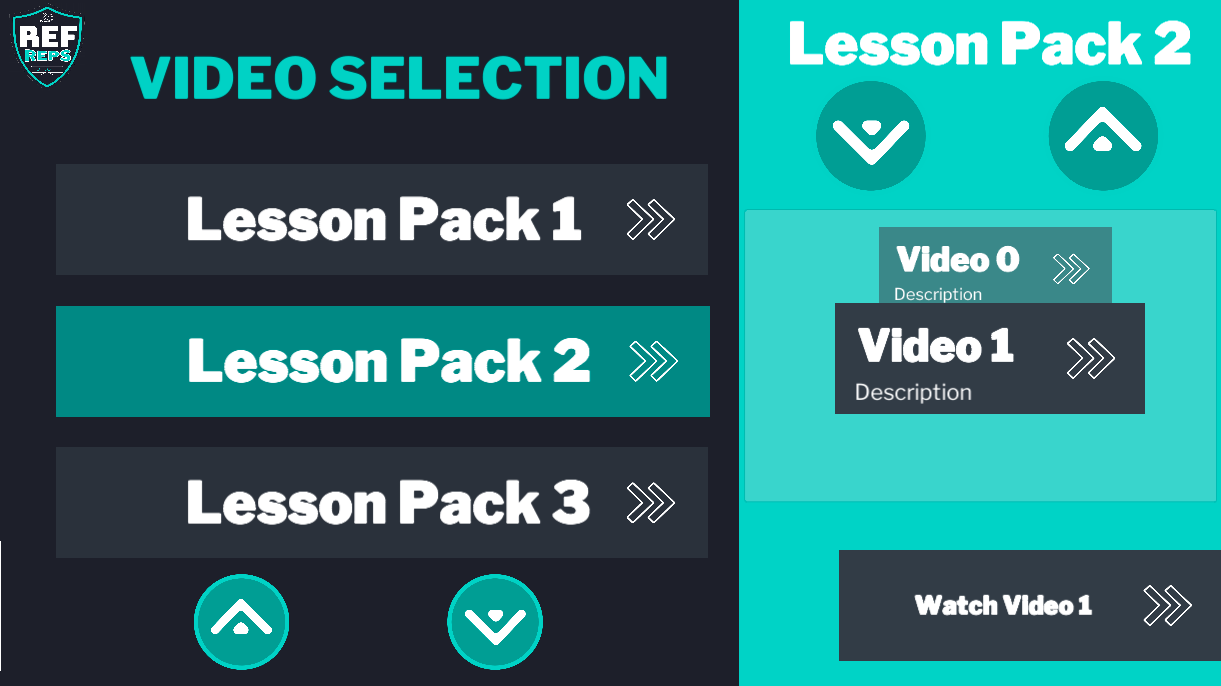 REF
REPS
VIDEO SELECTION
Lesson Pack 1
Lesson Pack 2
Lesson Pack 3
Lesson Pack 2
Video 0
Description
Video 1
Description
Watch Video 1